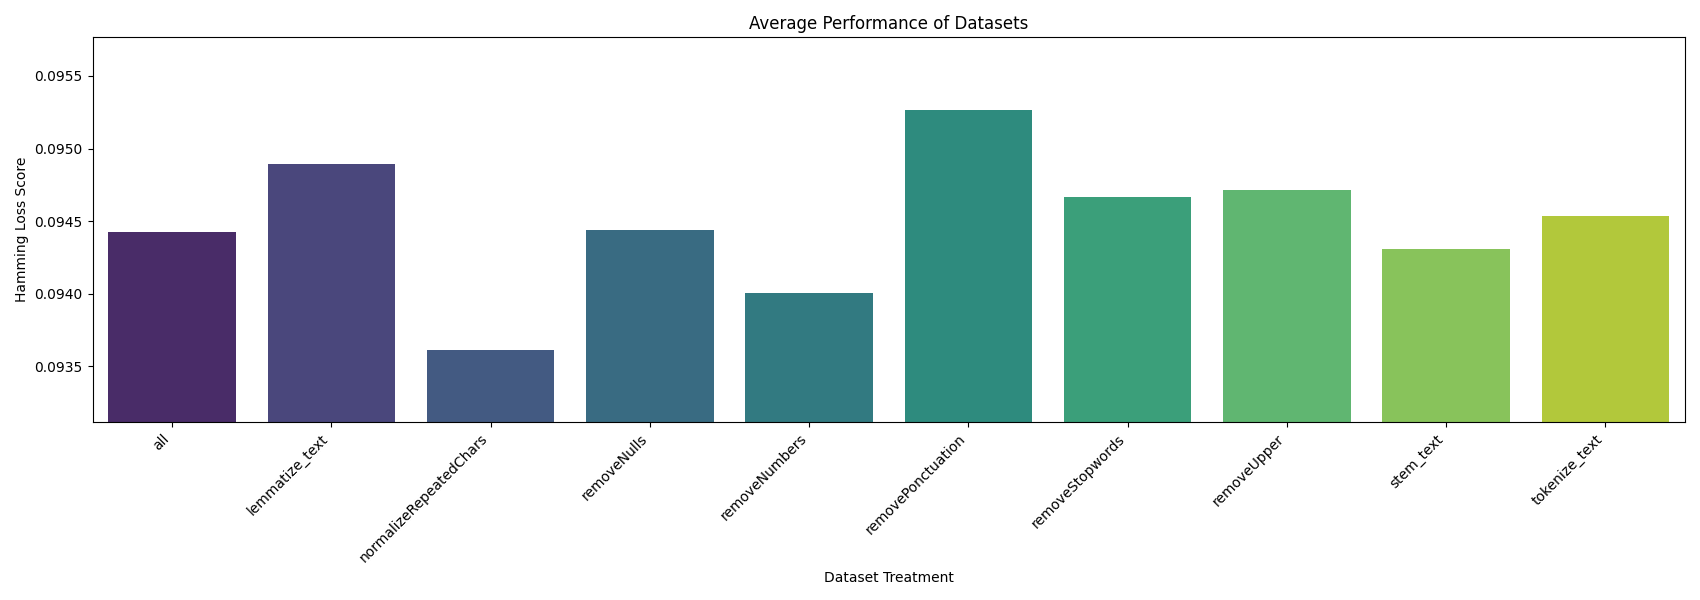 Average Performance of Datasets
Hamming Loss Score
0.0955
0.0950
0.0945
0.0940
0.0935
all
lemmatize_text
normalizeRepeatedChars
removeNulls
removeNumbers
removePonctuation
removeStopwords
removeUpper
stem_text
tokenize_text
Dataset Treatment